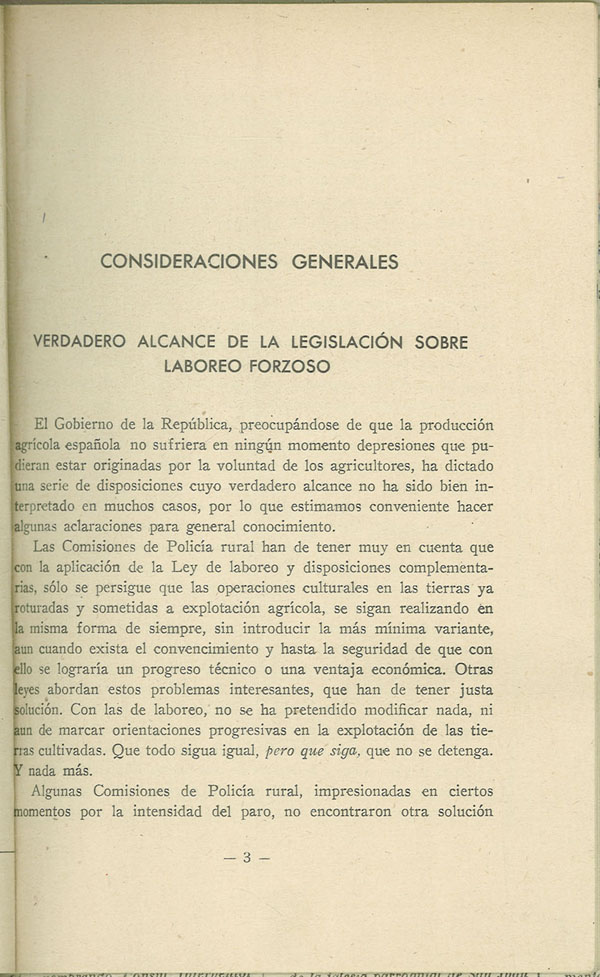 CONSIDERACIONES GENERALES
VERDADERO ALCANCE DE LA LEGISLACIÓN SOBRE
LABOREO FORZOSO
El Gobierno de la República, preocupándose de que la producción
agrícola española no sufriera en ningún momento depresiones que pu-
dieran estar originadas por la voluntad de los agricultores, ha dictado
una serie de disposiciones cuyo verdadero alcance no ha sido bien in-
terpretado en muchos casos, por lo que estimamos conveniente hacer
algunas aclaraciones para general conocimiento.
Las Comisiones de Policía rural han de tener muy en cuenta que
con la aplicación de la Ley de laboreo y disposiciones complementa-
rias, sólo se persigue que las operaciones culturales en las tierras ya
roturadas y sometidas a explotación agrícola, se sigan realizando en
la misma forma de siempre, sin introducir la más mínima variante,
aun cuando exista el convencimiento y hasta la seguridad de que con
ello se lograría un progreso técnico o una ventaja económica. Otras
leyes abordan estos problemas interesantes, que han de tener justa
solución. Con las de laboreo, no se ha pretendido modificar nada, ni
aun de marcar orientaciones progresivas en la explotación de las tie-
rras cultivadas. Que todo sigua igual, pero que siga, que no se detenga.
Y nada más.
Algunas Comisiones de Policía rural, impresionadas en ciertos
momentos por la intensidad del paro, no encontraron otra solución
— 3 —
de la iglesia parroquial de San Juan